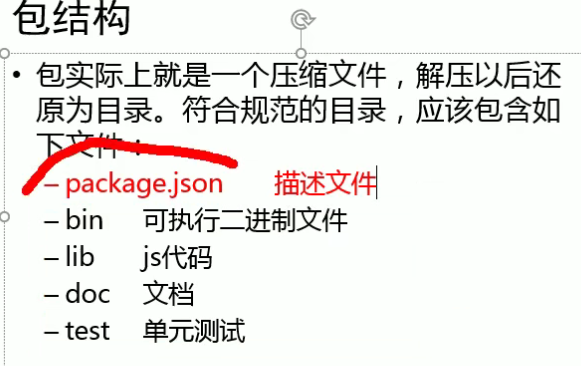 包结构
• 包实际上就是一个压缩文件，解压以后还
原为目录。符合规范的目录，应该包含如
下文件：
– package.json 描述文件
– bin 可执行二进制文件
– lib js代码
– doc 文档
– test 单元测试